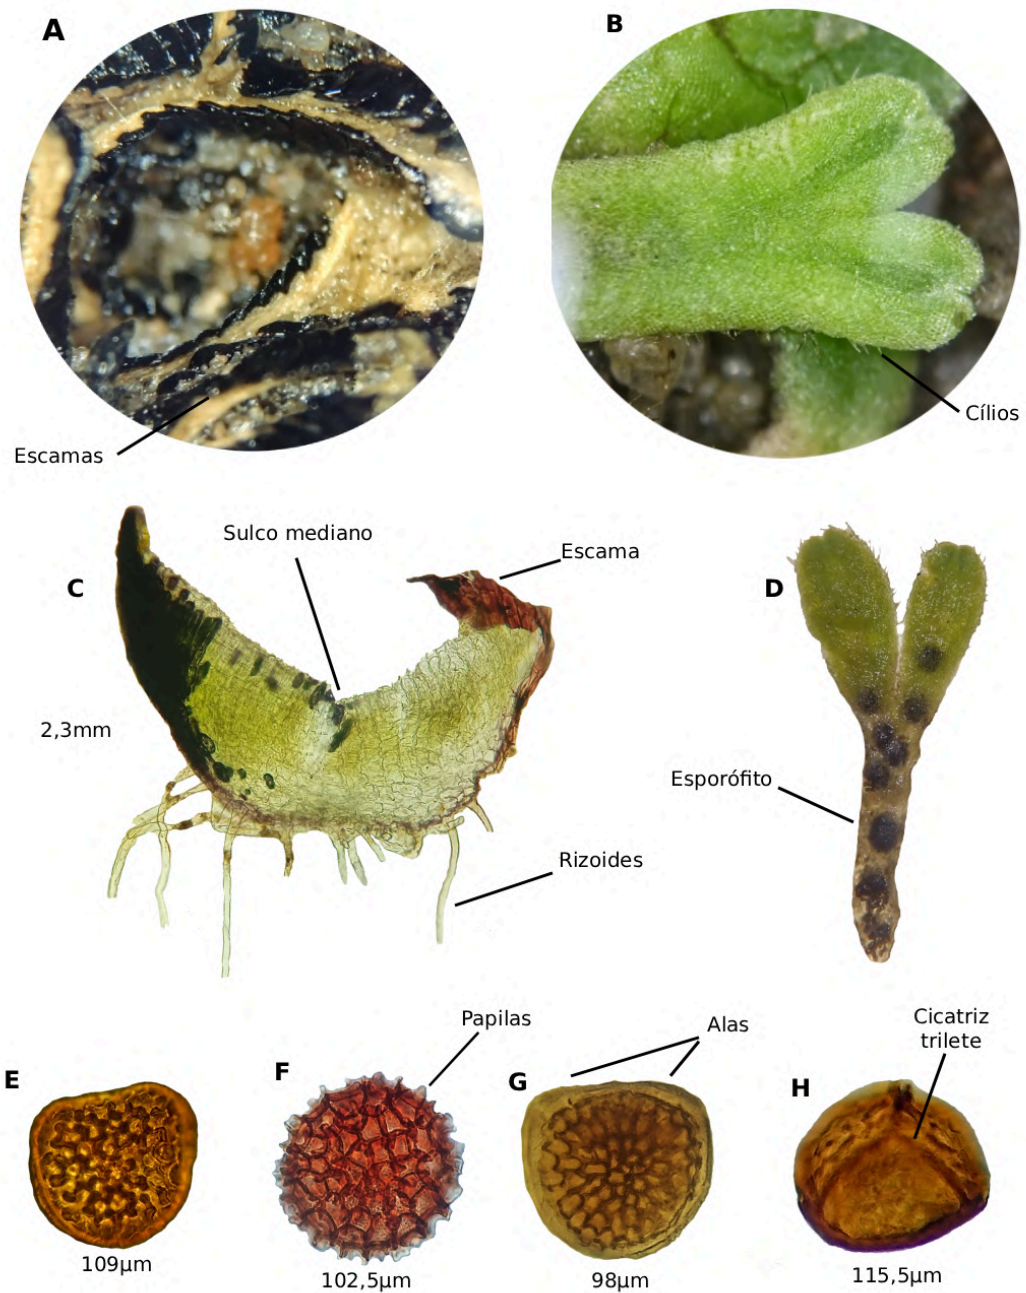 A
B
Escamas
Cílios
Sulco mediano
Escama
C
D
2,3mm
Esporófito
Rizoides
Papilas
Alas
Cicatriz
trilete
E
F
G
H
109µm
102,5µm
98µm
115,5µm